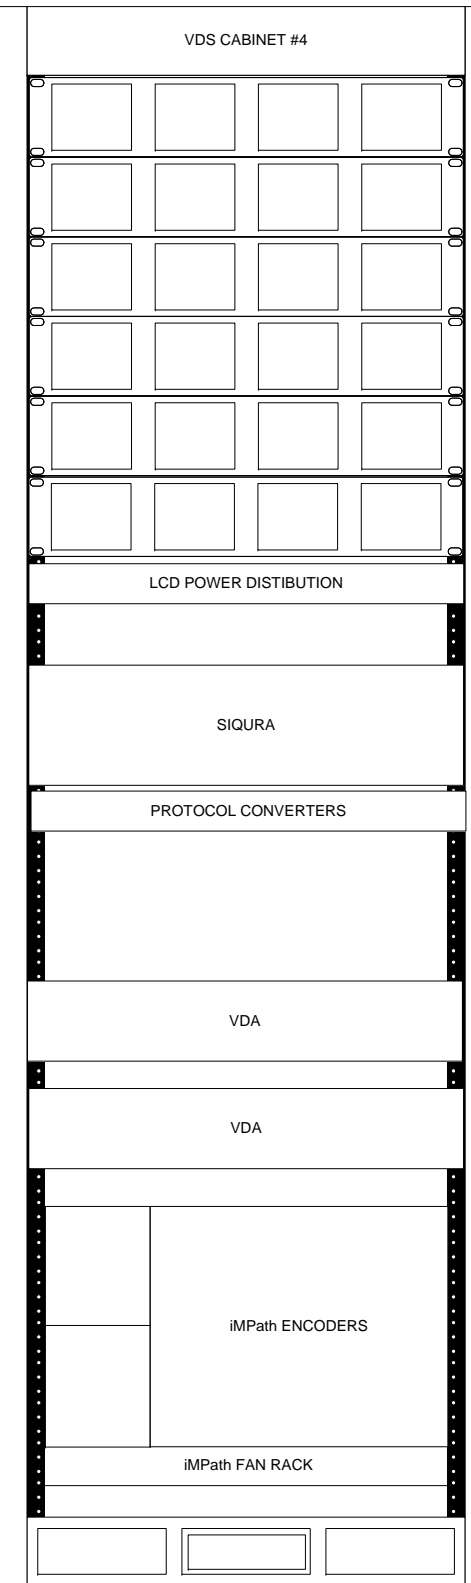 VDS CABINET #4
LCD POWER DISTIBUTION
SIQURA
PROTOCOL CONVERTERS
VDA
VDA
iMPath ENCODERS
iMPath FAN RACK